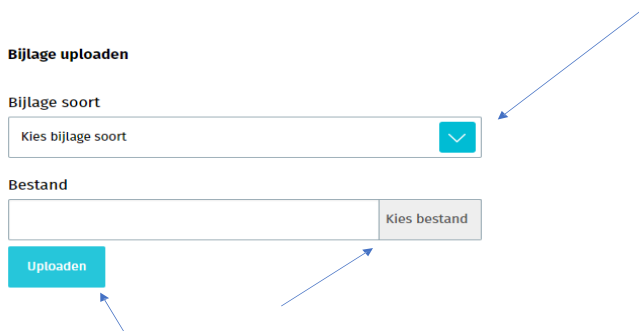 Bijlage uploaden
Bijlage soort
Kies bijlage soort
Bestand
Kies bestand
Uploaden